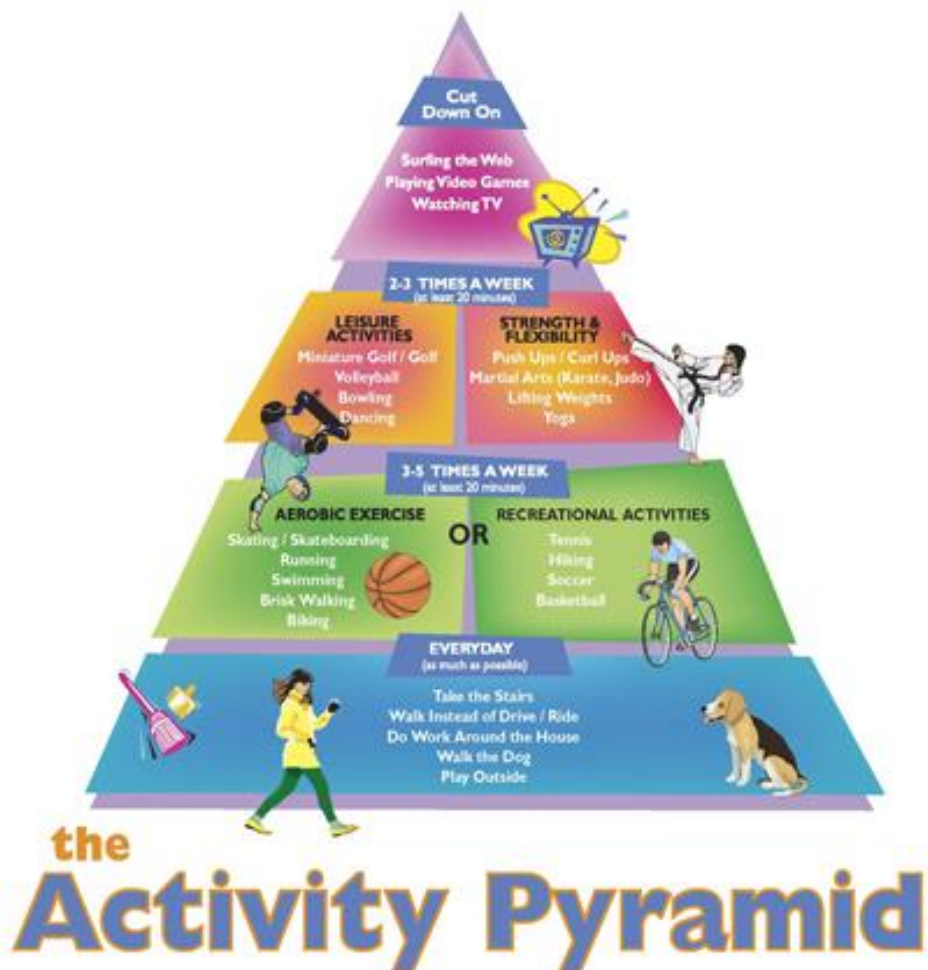 Cut
Down On
Surfing the Web
Playing Video Games
Watching TV
2-3 TIMES A WEEK
(at least 20 minutes)
LEISURE
ACTIVITIES
Miniature Golf / Golf
Volleyball
Bowling
Dancing
STRENGTH &
FLEXIBILITY
Push Ups / Curl Ups
Martial Arts (Karate, Judo)
Lifting Weights
Yoga
3-5 TIMES A WEEK
(at least 20 minutes)
AEROBIC EXERCISE
Skating / Skateboarding
Running
Swimming
Brisk Walking
Biking
OR
RECREATIONAL ACTIVITIES
Tennis
Hiking
Soccer
Basketball
EVERYDAY
(as much as possible)
Take the Stairs
Walk Instead of Drive / Ride
Do Work Around the House
Walk the Dog
Play Outside
the
Activity Pyramid